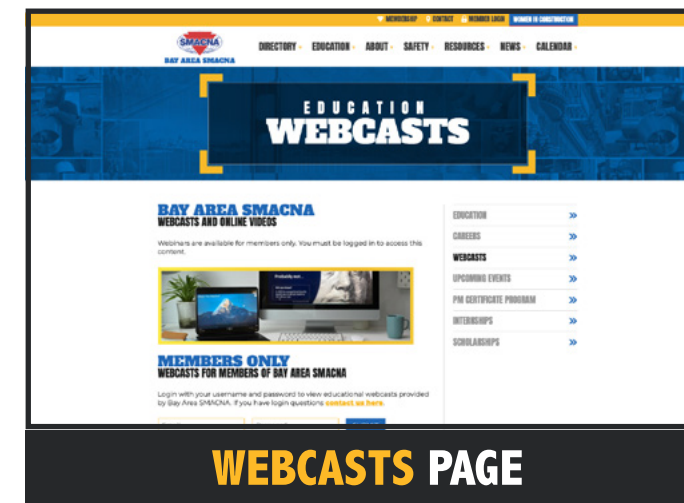 MEMBERSHIP CONTACT MEMBER LOGIN WOMEN IN CONSTRUCTION
SMACNA
BAY AREA SMACNA
DIRECTORY EDUCATION ABOUT SAFETY RESOURCES NEWS CALENDAR
EDUCATION
WEBCASTS
BAY AREA SMACNA
WEBCASTS AND ONLINE VIDEOS
Webinars are available for members only. You must be logged in to access this
content.
Probably not...
MEMBERS ONLY
WEBCASTS FOR MEMBERS OF BAY AREA SMACNA
Login with your username and password to view educational webcasts provided
by Bay Area SMACNA. If you have login questions contact us here.
EDUCATION
CAREERS
WEBCASTS
UPCOMING EVENTS
PM CERTIFICATE PROGRAM
INTERNSHIPS
SCHOLARSHIPS
WEBCASTS PAGE